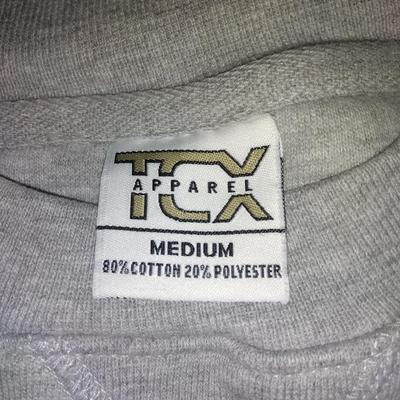 TCX
APPAREL
MEDIUM
80% COTTON 20% POLYESTER